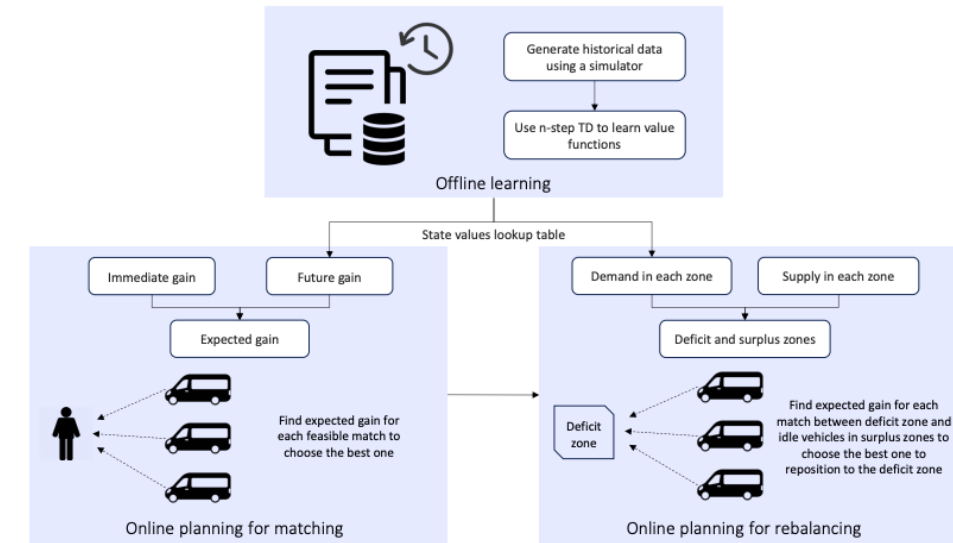 Generate historical data
using a simulator
Use n-step TD to learn value
functions
Offline learning
State values lookup table
Immediate gain
Future gain
Expected gain
Find expected gain for
each feasible match to
choose the best one
Online planning for matching
Demand in each zone
Supply in each zone
Deficit and surplus zones
Deficit
zone
Find expected gain for each
match between deficit zone and
idle vehicles in surplus zones to
choose the best one to
reposition to the deficit zone
Online planning for rebalancing